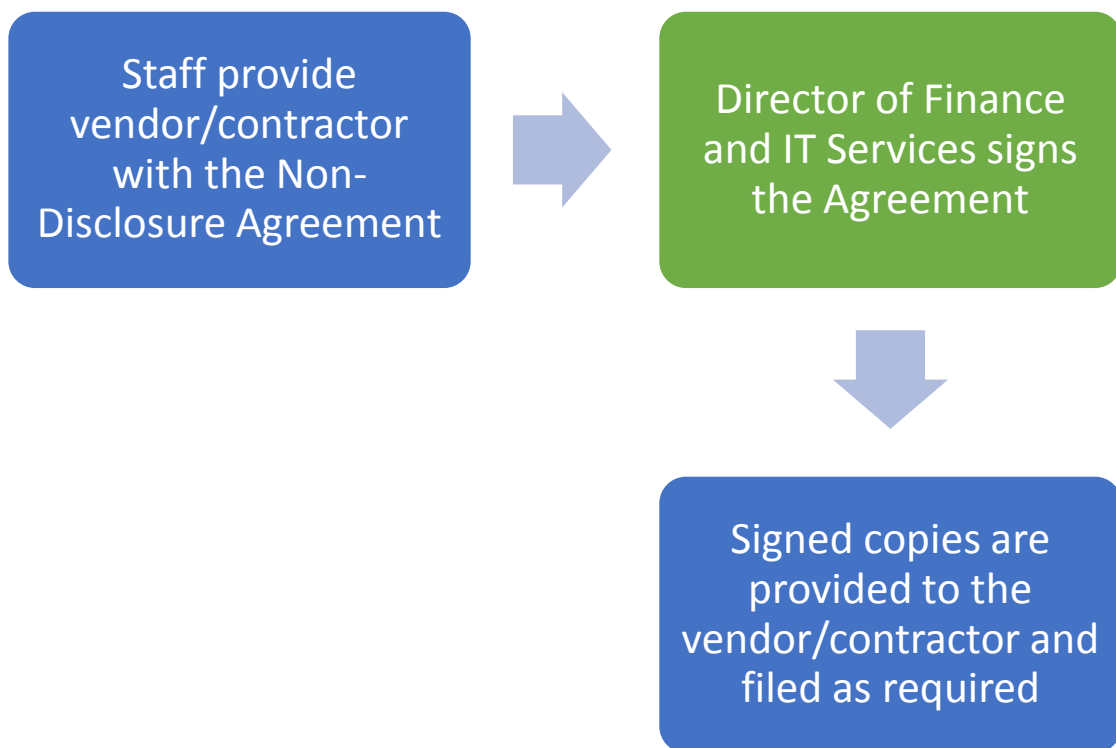 Staff provide
vendor/contractor
with the Non-
Disclosure Agreement
Director of Finance
and IT Services signs
the Agreement
Signed copies are
provided to the
vendor/contractor and
filed as required